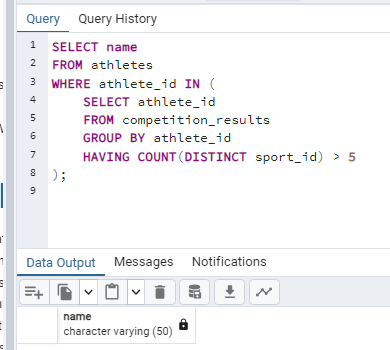 Query Query History
1 SELECT name
2 FROM athletes
3 WHERE athlete_id IN (
4 SELECT athlete_id
5 FROM competition_results
6 GROUP BY athlete_id
7 HAVING COUNT(DISTINCT sport_id) > 5
8 );
9
Data Output Messages Notifications
name
character varying (50)